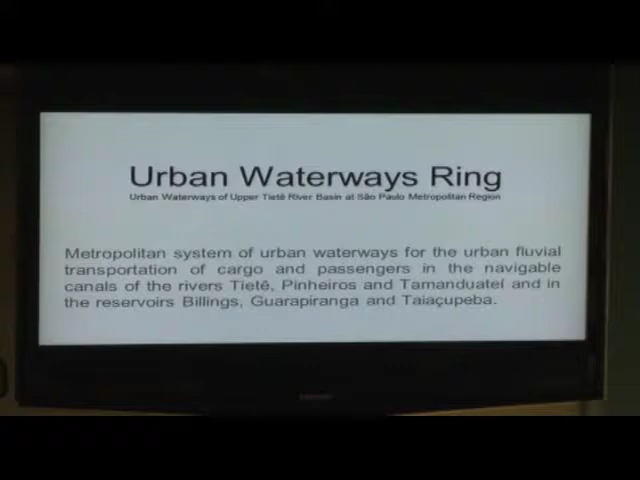 Urban Waterways Ring
Urban Waterways of Upper Tietê River Basin at São Paulo Metropolitan Region
Metropolitan system of urban waterways for the urban fluvial
transportation of cargo and passengers in the navigable
canals of the rivers Tietê, Pinheiros and Tamanduateí and in
the reservoirs Billings, Guarapiranga and Taiaçupeba.